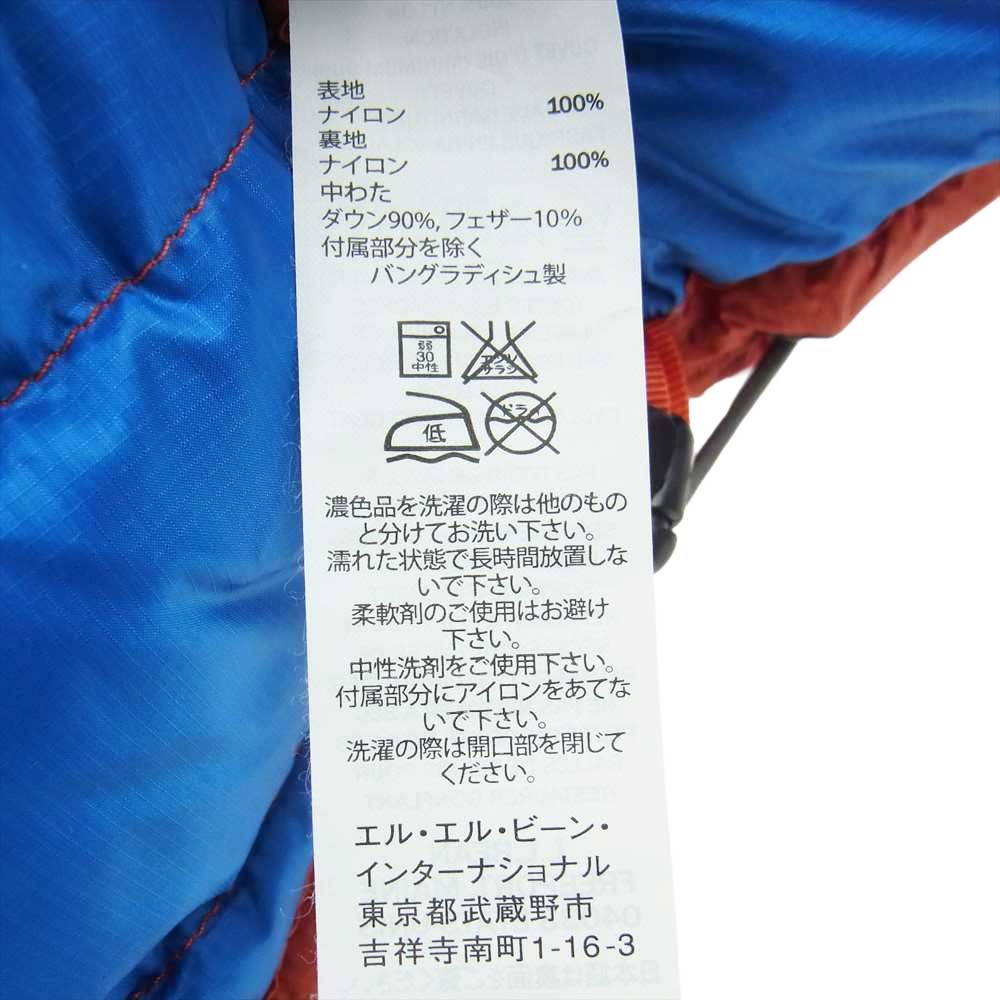 表地
ナイロン 100%
裏地
ナイロン 100%
中わた
ダウン90%, フェザー10%
付属部分を除く
バングラディシュ製
弱
30
中性
エンソ
サラシ
低
ドライ
濃色品を洗濯の際は他のもの
と分けてお洗い下さい。
濡れた状態で長時間放置しな
いで下さい。
柔軟剤のご使用はお避け
下さい。
中性洗剤をご使用下さい。
付属部分にアイロンをあてな
いで下さい。
洗濯の際は開口部を閉じて
ください。
エル・エル・ビーン・
インターナショナル
東京都武蔵野市
吉祥寺南町1-16-3